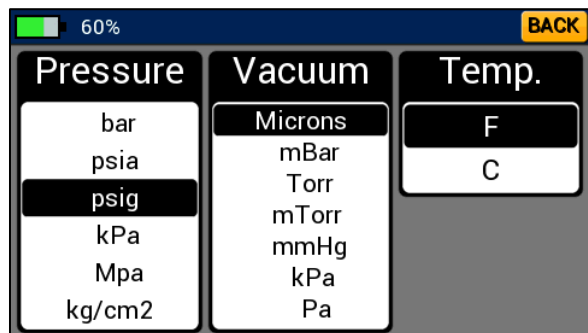 60%
BACK
Pressure
bar
psia
psig
kPa
Mpa
kg/cm2
Vacuum
Microns
mBar
Torr
mTorr
mmHg
kPa
Pa
Temp.
F
C